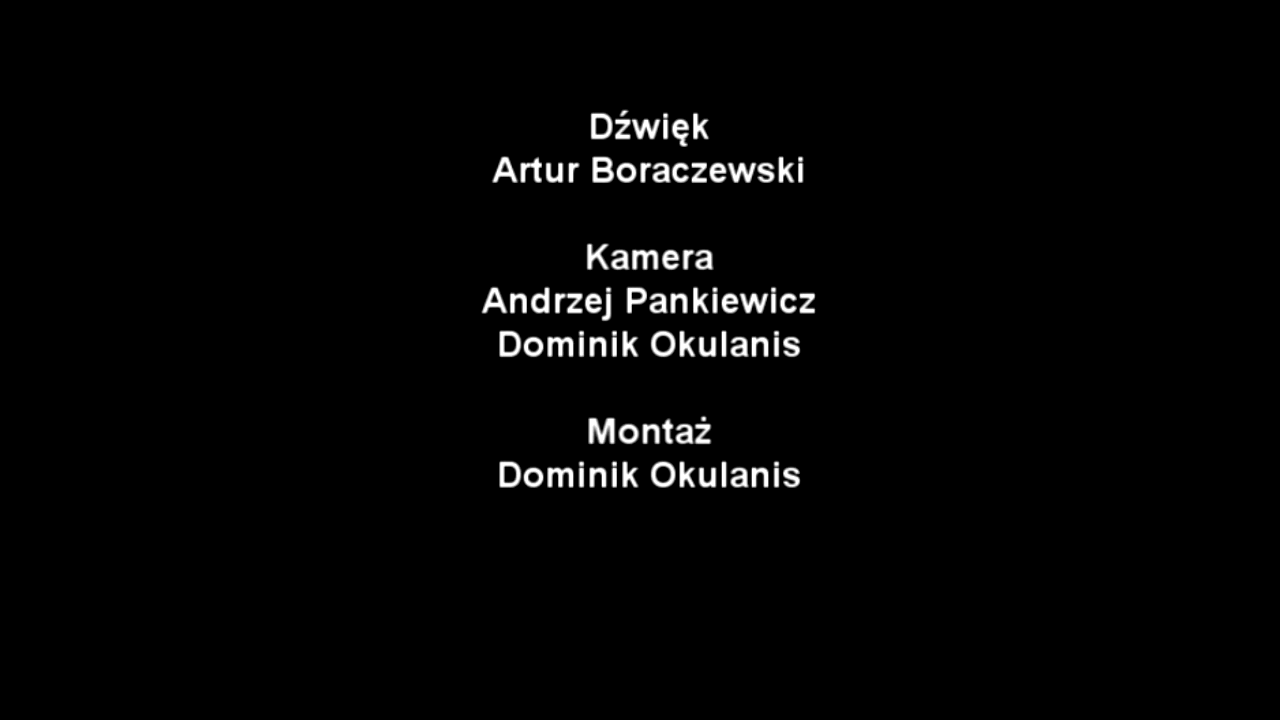 Dźwięk
Artur Boraczewski
Kamera
Andrzej Pankiewicz
Dominik Okulanis
Montaż
Dominik Okulanis